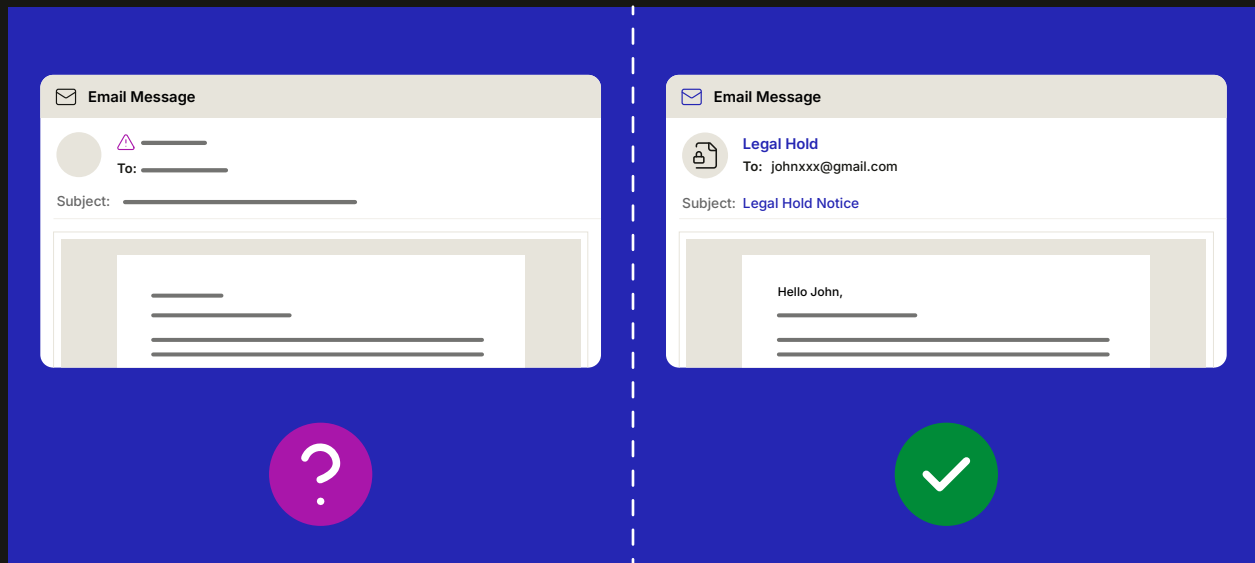 Email Message
To:
Subject:
Email Message
Legal Hold
To: johnxxx@gmail.com
Subject: Legal Hold Notice
Hello John,